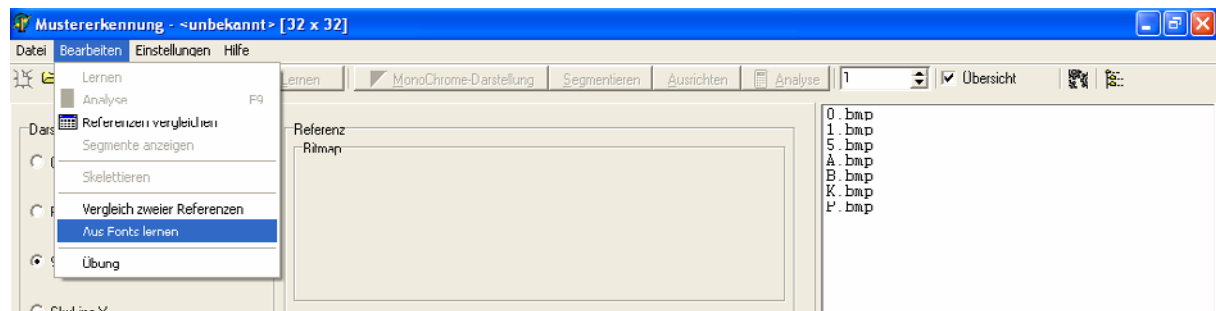 Mustererkennung - <unbekannt> [32 x 32]
Datei Bearbeiten Einstellungen Hilfe
Lernen MonoChrome-Darstellung Segmentieren Ausrichten Analyse 1 Übersicht
Lernen
Analyse F9
Referenzen vergleichen
Segmente anzeigen
Skelettieren
Vergleich zweier Referenzen
Aus Fonts lernen
Übung
Referenz
Bitmap
0.bmp
1.bmp
5.bmp
A.bmp
B.bmp
K.bmp
P.bmp